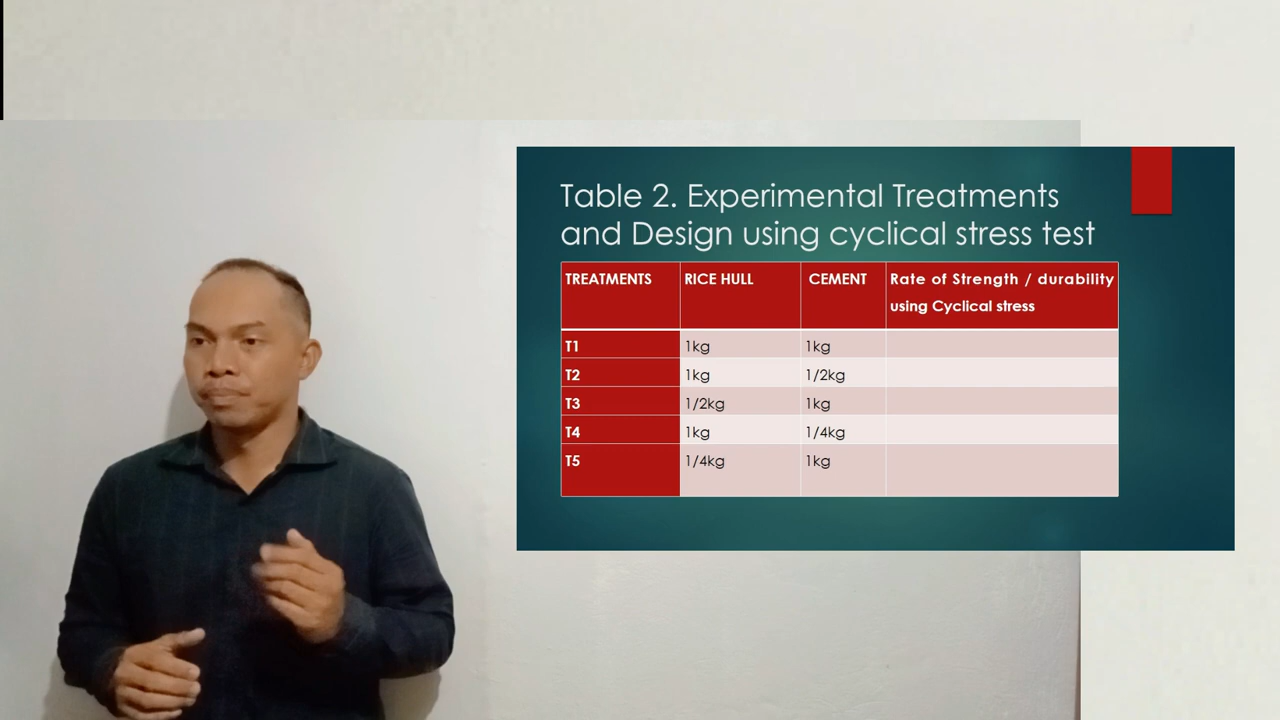 Table 2. Experimental Treatments
and Design using cyclical stress test
TREATMENTS RICE HULL CEMENT Rate of Strength / durability
using Cyclical stress
T1 1kg 1kg
T2 1kg 1/2kg
T3 1/2kg 1kg
T4 1kg 1/4kg
T5 1/4kg 1kg